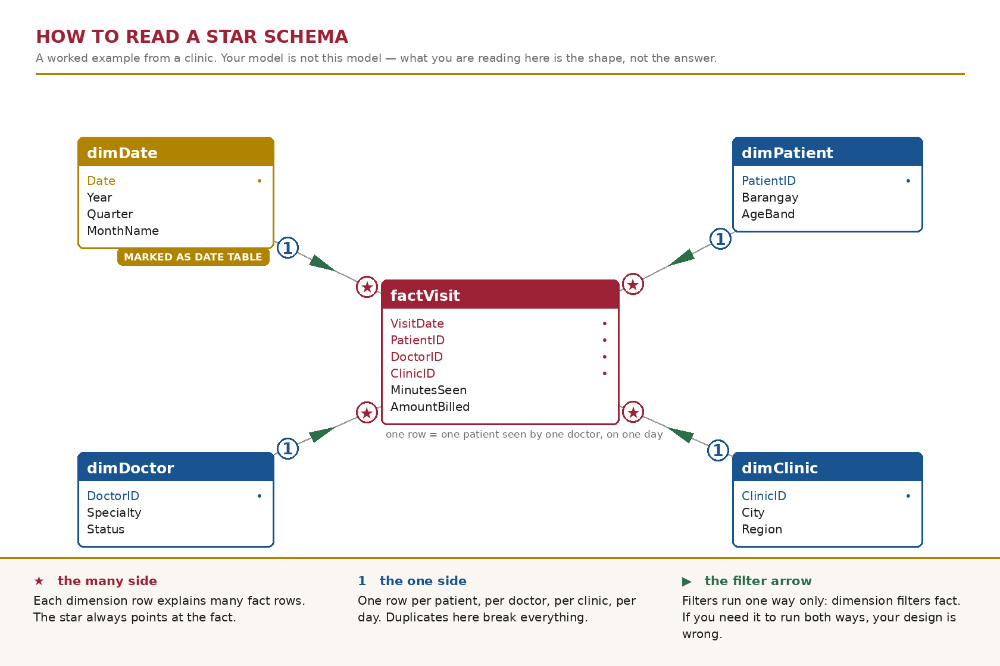 HOW TO READ A STAR SCHEMA
A worked example from a clinic. Your model is not this model — what you are reading here is the shape, not the answer.
dimDate
Date •
Year
Quarter
MonthName
MARKED AS DATE TABLE
dimPatient
PatientID •
Barangay
AgeBand
1
1
★
★
factVisit
VisitDate •
PatientID •
DoctorID •
ClinicID •
MinutesSeen
AmountBilled
one row = one patient seen by one doctor, on one day
★
★
1
1
dimDoctor
DoctorID •
Specialty
Status
dimClinic
ClinicID •
City
Region
★ the many side
Each dimension row explains many fact rows.
The star always points at the fact.
1 the one side
One row per patient, per doctor, per clinic, per
day. Duplicates here break everything.
▶ the filter arrow
Filters run one way only: dimension filters fact.
If you need it to run both ways, your design is
wrong.